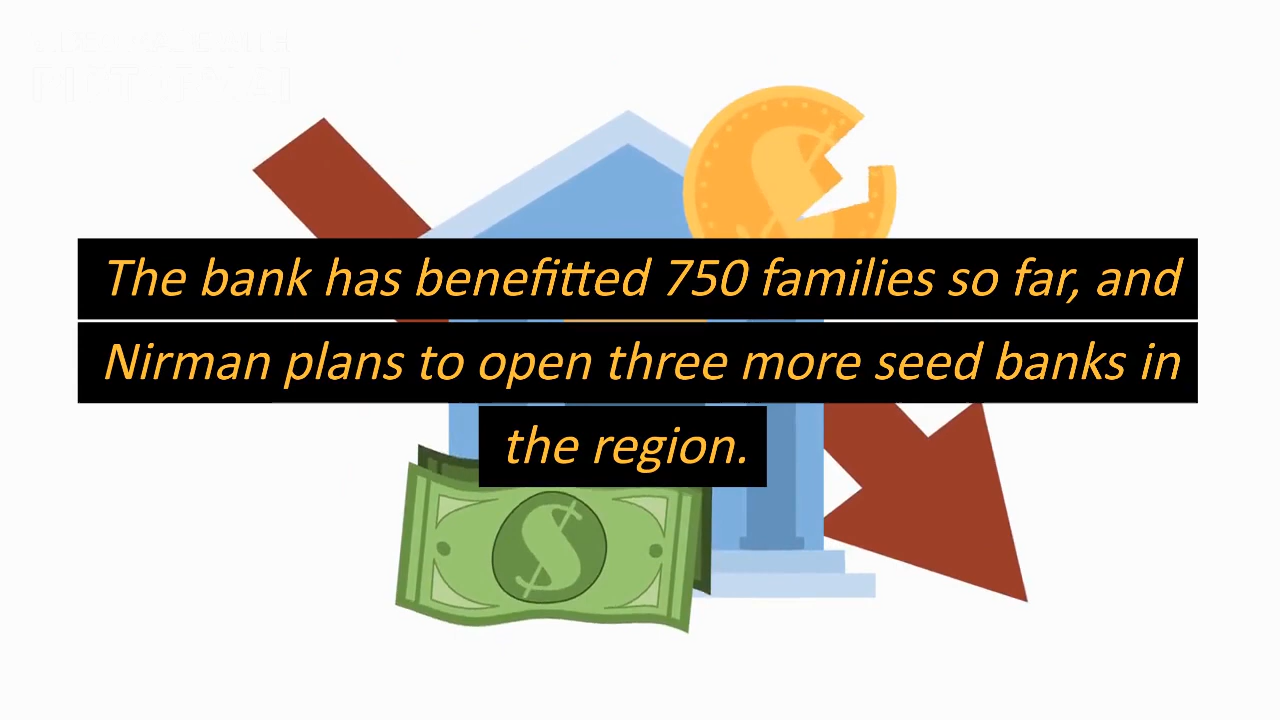 The bank has benefitted 750 families so far, and
Nirman plans to open three more seed banks in
the region.